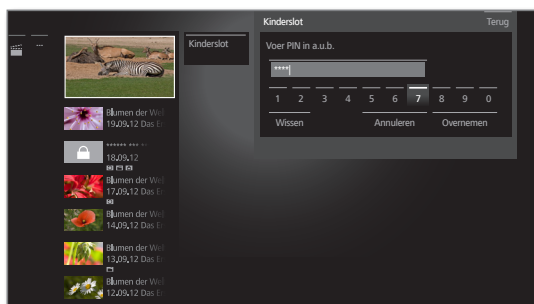 Kinderslot
Terug
Kinderslot
Voer PIN in a.u.b.
...
****
1 2 3 4 5 6 7 8 9 0
Wissen Annuleren Overnemen
Blumen der Wel
19.09.12 Das E
****** *** **
18.09.12
Blumen der Wel
17.09.12 Das E
Blumen der Wel
14.09.12 Das E
Blumen der Wel
13.09.12 Das E
Blumen der Wel
12.09.12 Das E